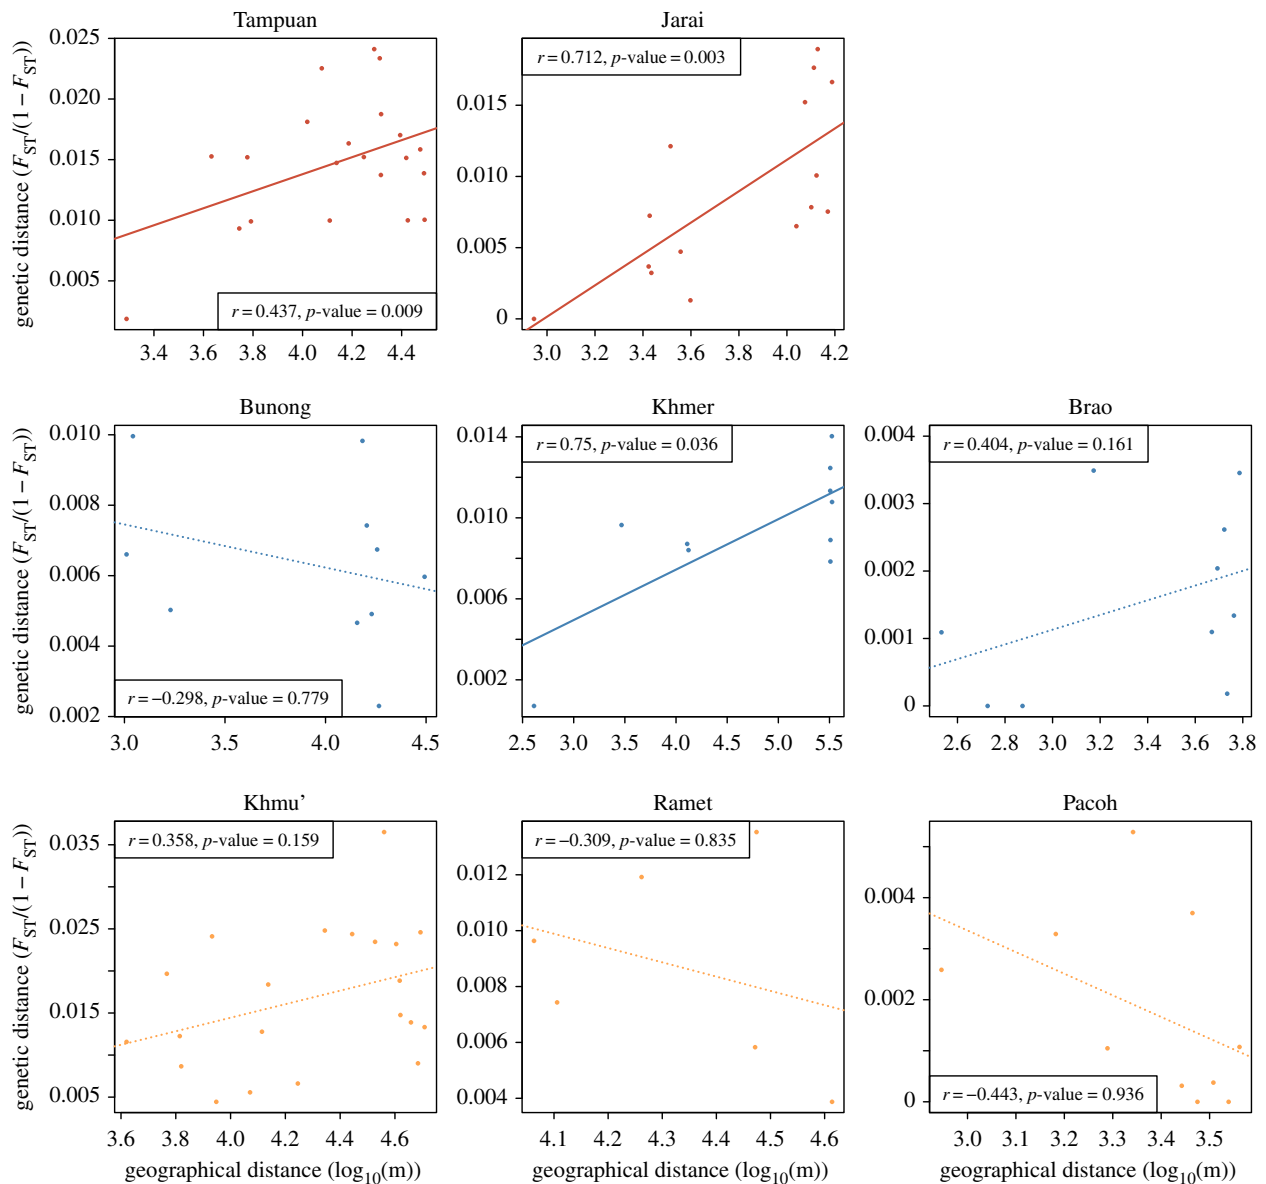 Tampuan
Jarai
genetic distance (F_ST/(1 − F_ST))
0.025
0.020
0.015
0.010
0.005
r = 0.437, p-value = 0.009
3.4 3.6 3.8 4.0 4.2 4.4
r = 0.712, p-value = 0.003
0.015
0.010
0.005
0
3.0 3.2 3.4 3.6 3.8 4.0 4.2
Bunong
Khmer
Brao
genetic distance (F_ST/(1 − F_ST))
0.010
0.008
0.006
0.004
0.002
r = −0.298, p-value = 0.779
3.0 3.5 4.0 4.5
r = 0.75, p-value = 0.036
0.014
0.010
0.006
0.002
2.5 3.0 3.5 4.0 4.5 5.0 5.5
r = 0.404, p-value = 0.161
0.004
0.003
0.002
0.001
0
2.6 2.8 3.0 3.2 3.4 3.6 3.8
Khmu’
Ramet
Pacoh
genetic distance (F_ST/(1 − F_ST))
r = 0.358, p-value = 0.159
0.035
0.025
0.015
0.005
3.6 3.8 4.0 4.2 4.4 4.6
geographical distance (log₁₀(m))
r = −0.309, p-value = 0.835
0.012
0.010
0.008
0.006
0.004
4.1 4.2 4.3 4.4 4.5 4.6
geographical distance (log₁₀(m))
0.004
0.002
0
r = −0.443, p-value = 0.936
3.0 3.1 3.2 3.3 3.4 3.5
geographical distance (log₁₀(m))